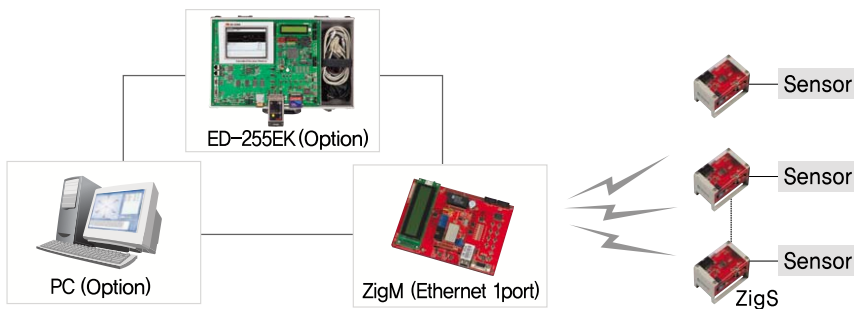 ED-255EK (Option)
Sensor
Sensor
Sensor
PC (Option)
ZigM (Ethernet 1port)
ZigS